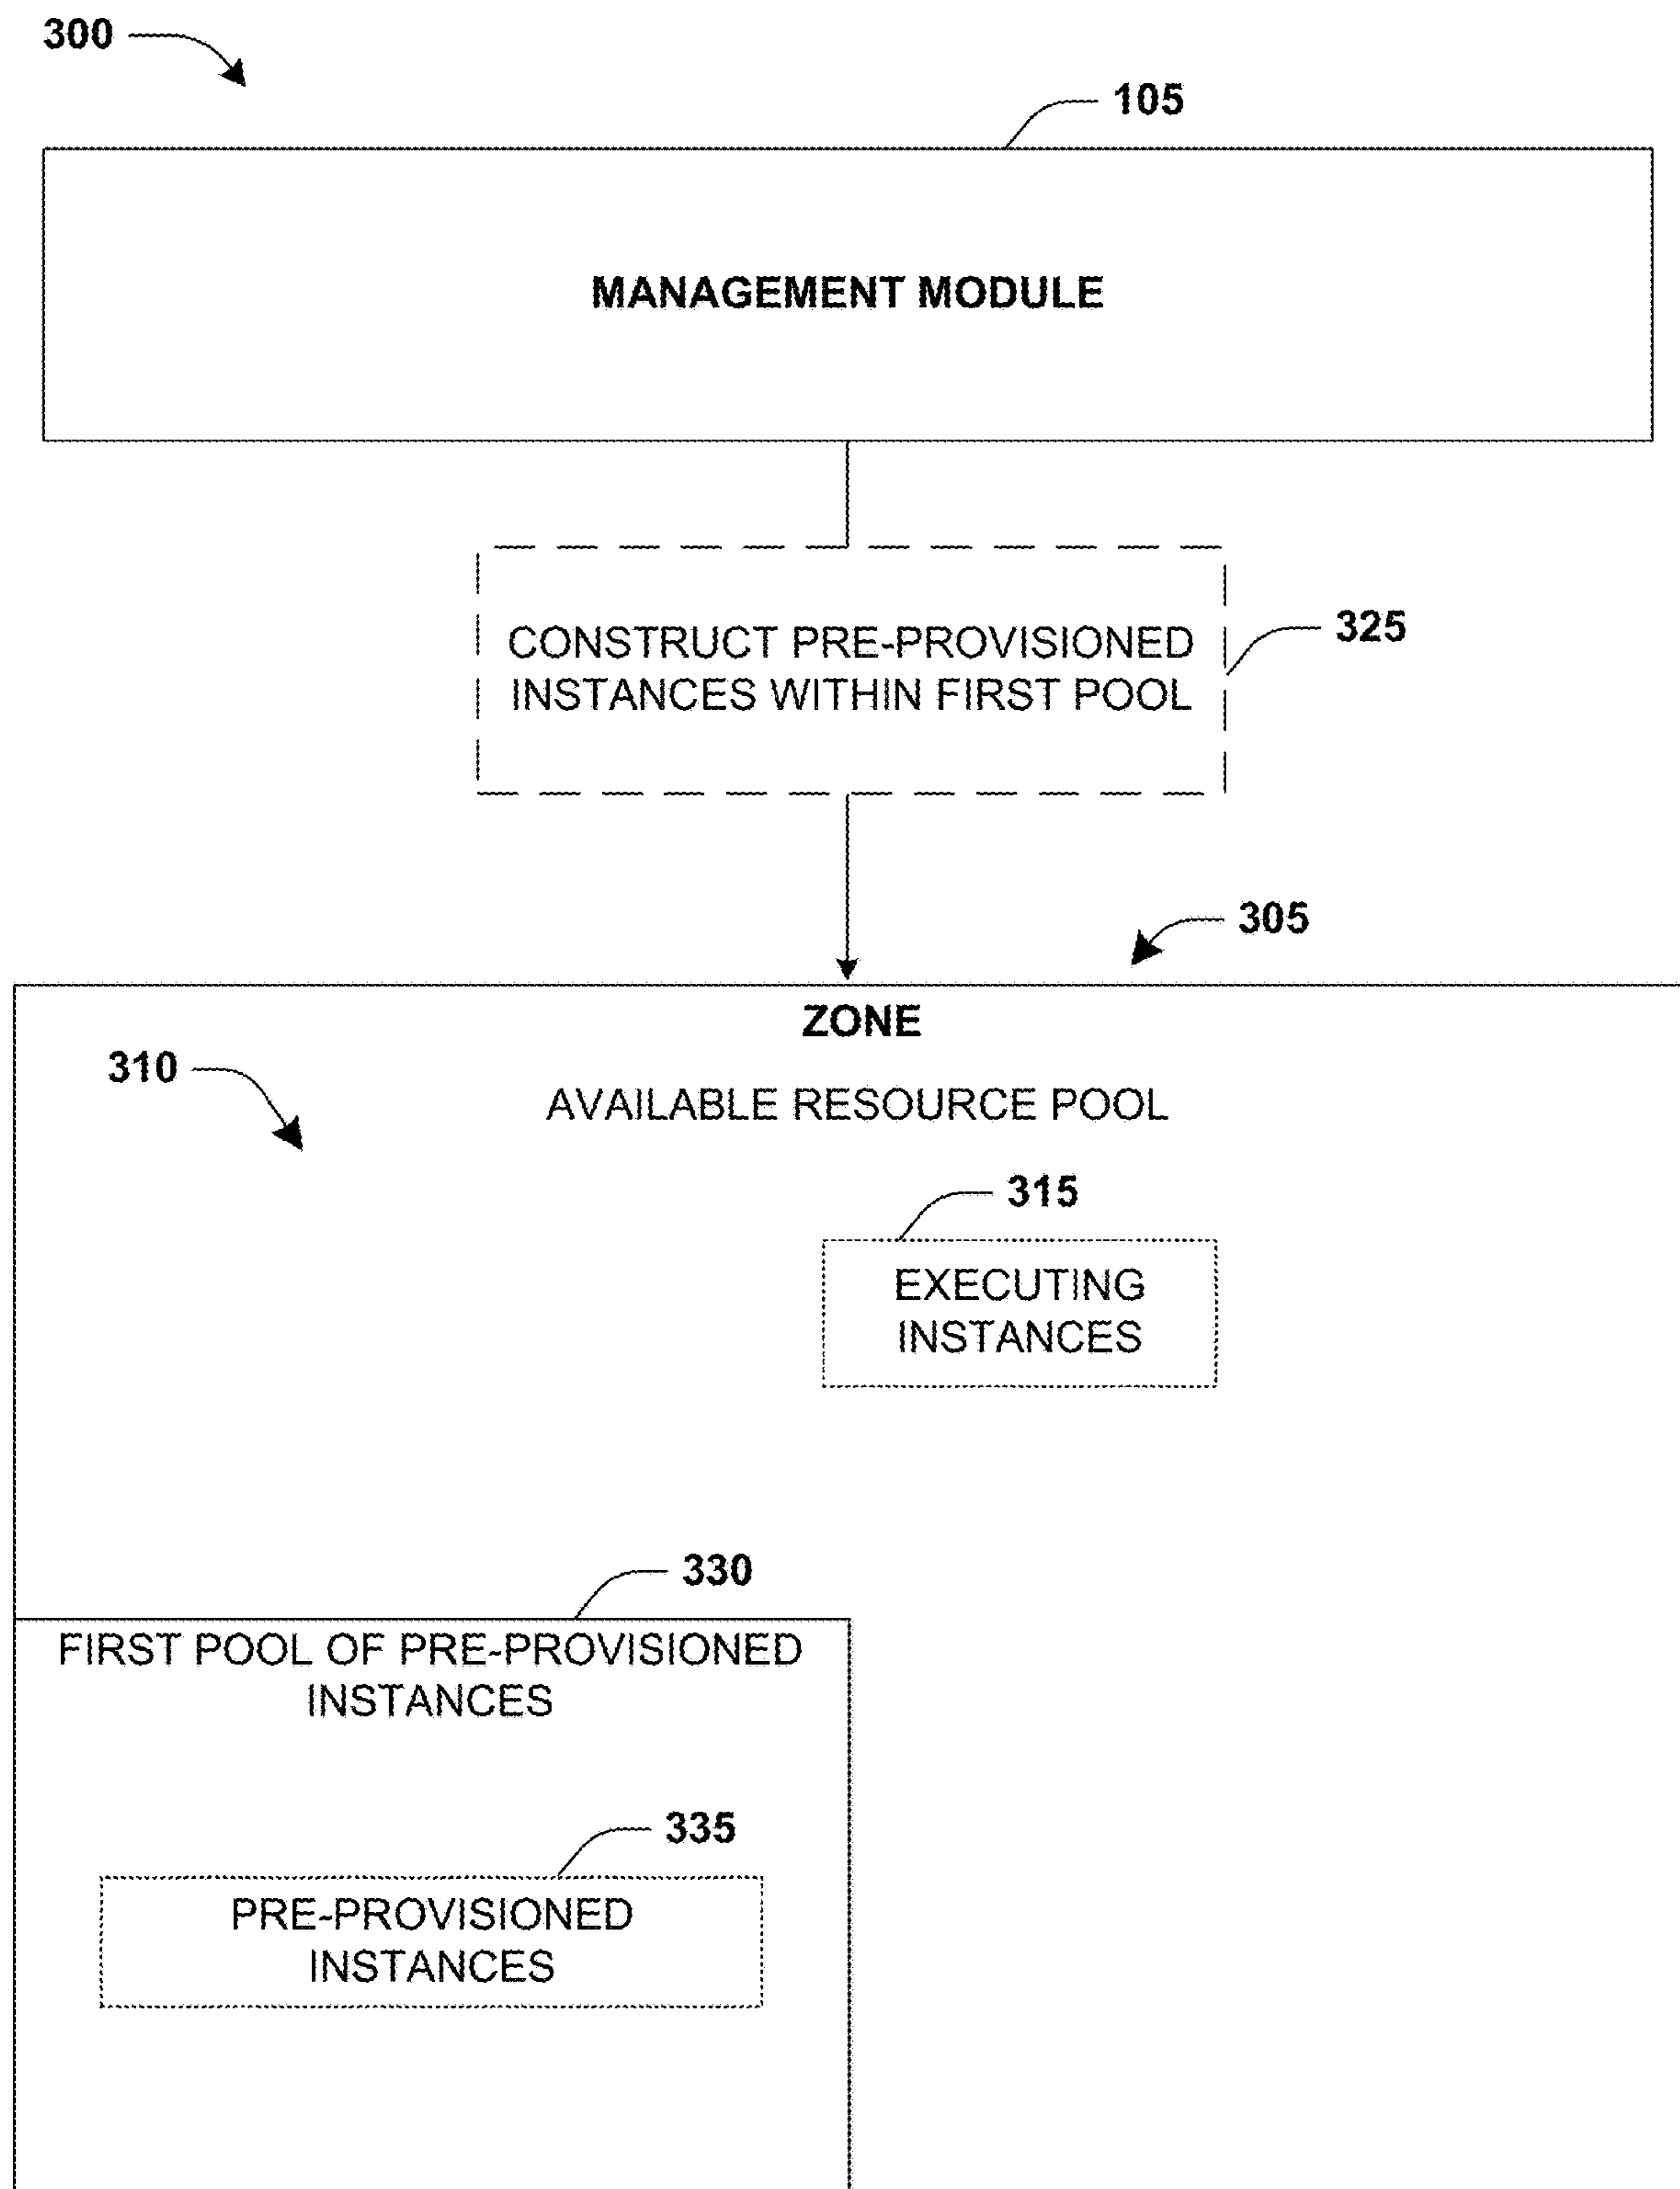 300
105
MANAGEMENT MODULE
CONSTRUCT PRE-PROVISIONED
INSTANCES WITHIN FIRST POOL
325
305
ZONE
310
AVAILABLE RESOURCE POOL
315
EXECUTING
INSTANCES
330
FIRST POOL OF PRE-PROVISIONED
INSTANCES
335
PRE-PROVISIONED
INSTANCES